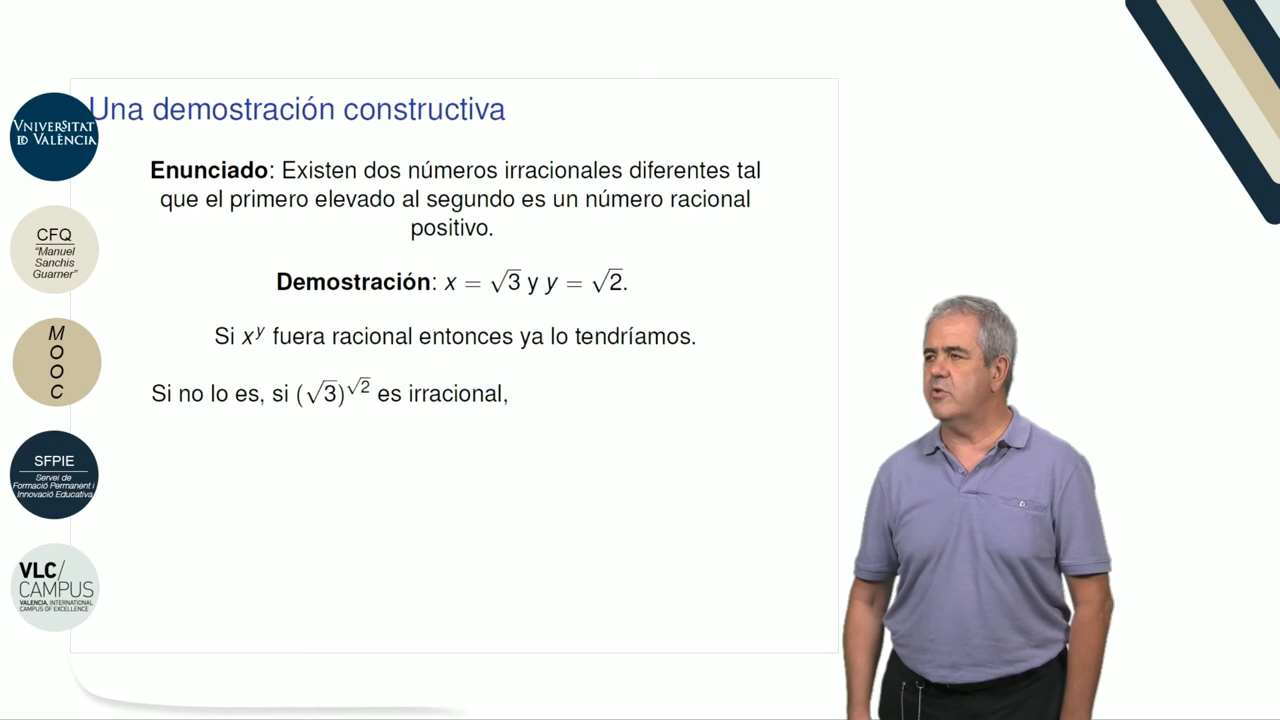 Una demostración constructiva
Enunciado: Existen dos números irracionales diferentes tal
que el primero elevado al segundo es un número racional
positivo.
Demostración: x = √3 y y = √2.
Si x^y fuera racional entonces ya lo tendríamos.
Si no lo es, si (√3)^√2 es irracional,
VNIVERSITAT
ID VALÈNCIA
CFQ
“Manuel
Sanchis
Guarner”
M
O
O
C
SFPIE
Servei de
Formació Permanent i
Innovació Educativa
VLC/
CAMPUS
VALENCIA, INTERNATIONAL
CAMPUS OF EXCELLENCE